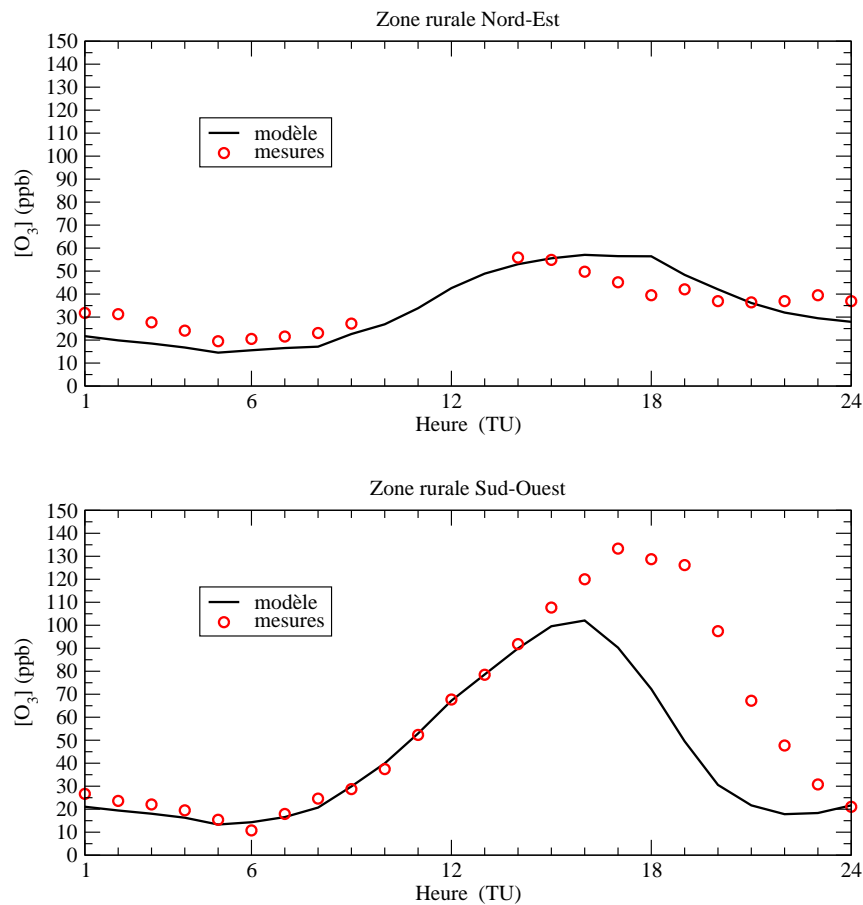 Zone rurale Nord-Est
150
140
130
120
110
100
90
80
70
60
50
40
30
20
10
0
[O3] (ppb)
modèle
mesures
1 6 12 18 24
Heure (TU)
Zone rurale Sud-Ouest
150
140
130
120
110
100
90
80
70
60
50
40
30
20
10
0
[O3] (ppb)
modèle
mesures
1 6 12 18 24
Heure (TU)